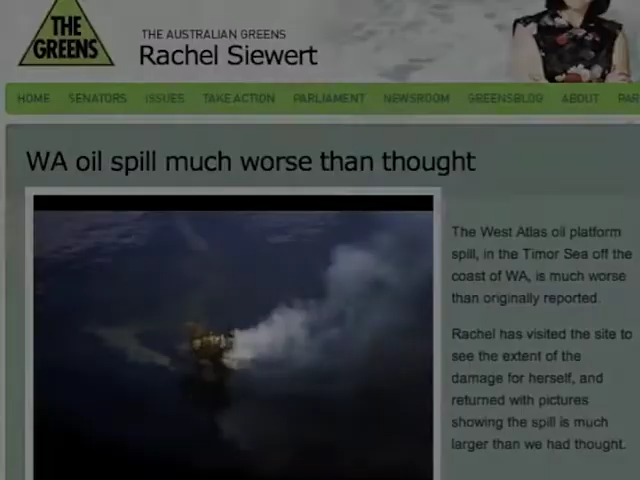 THE
GREENS
THE AUSTRALIAN GREENS
Rachel Siewert
HOME SENATORS ISSUES TAKE ACTION PARLIAMENT NEWSROOM GREENSBLOG ABOUT PAR
WA oil spill much worse than thought
The West Atlas oil platform
spill, in the Timor Sea off the
coast of WA, is much worse
than originally reported.
Rachel has visited the site to
see the extent of the
damage for herself, and
returned with pictures
showing the spill is much
larger than we had thought.